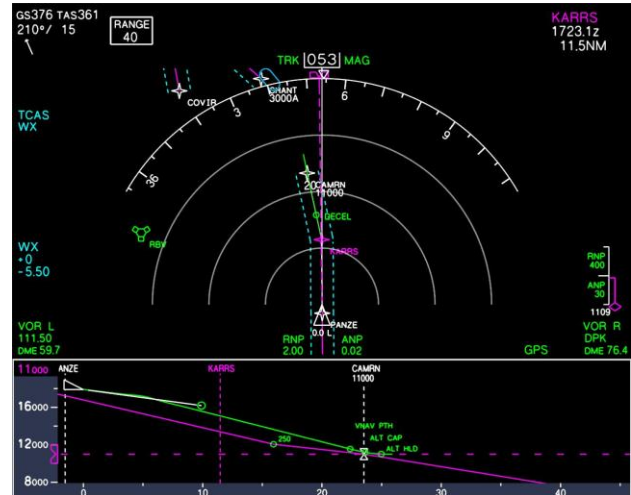 GS376 TAS361
210°/ 15
RANGE
40
KARRS
1723.1z
11.5NM
TRK 053 MAG
COVIR
3000A
3
6
9
36
TCAS
WX
20
CAMRN
11000
DECEL
RBV
KARRS
WX
+0
-5.50
RNP
400
ANP
30
1109
PANZE
0.0 L
VOR L
111.50
DME 59.7
RNP
2.00
ANP
0.02
GPS
VOR R
DPK
DME 76.4
11000
ANZE
KARRS
CAMRN
11000
16000
12000
8000
250
VNAV PTH
ALT CAP
ALT HLD
0
10
20
30
40